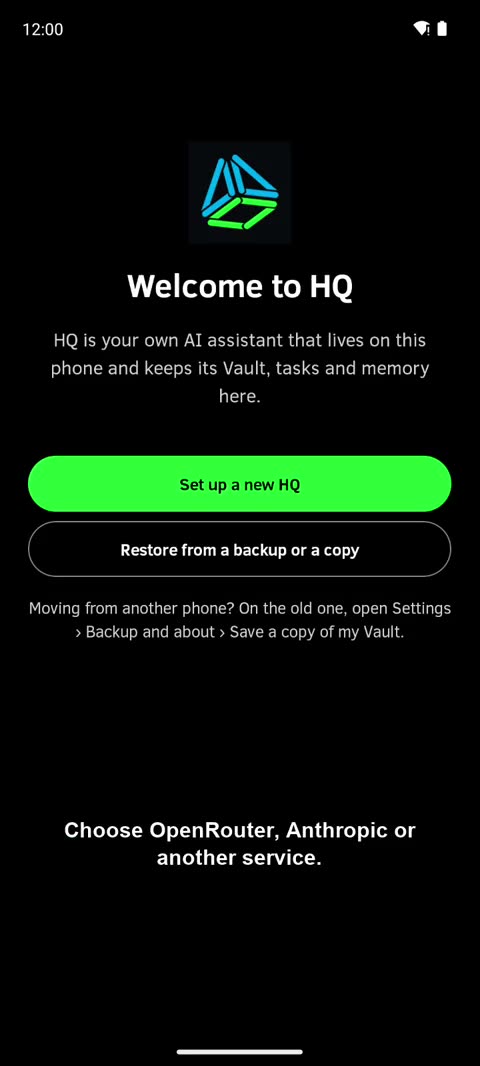 12:00
Welcome to HQ
HQ is your own AI assistant that lives on this
phone and keeps its Vault, tasks and memory
here.
Set up a new HQ
Restore from a backup or a copy
Moving from another phone? On the old one, open Settings
› Backup and about › Save a copy of my Vault.
Choose OpenRouter, Anthropic or
another service.